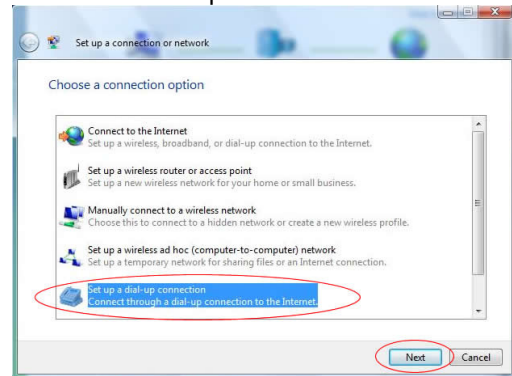 Set up a connection or network
Choose a connection option
Connect to the Internet
Set up a wireless, broadband, or dial-up connection to the Internet.
Set up a wireless router or access point
Set up a new wireless network for your home or small business.
Manually connect to a wireless network
Choose this to connect to a hidden network or create a new wireless profile.
Set up a wireless ad hoc (computer-to-computer) network
Set up a temporary network for sharing files or an Internet connection.
Set up a dial-up connection
Connect through a dial-up connection to the Internet.
Next Cancel